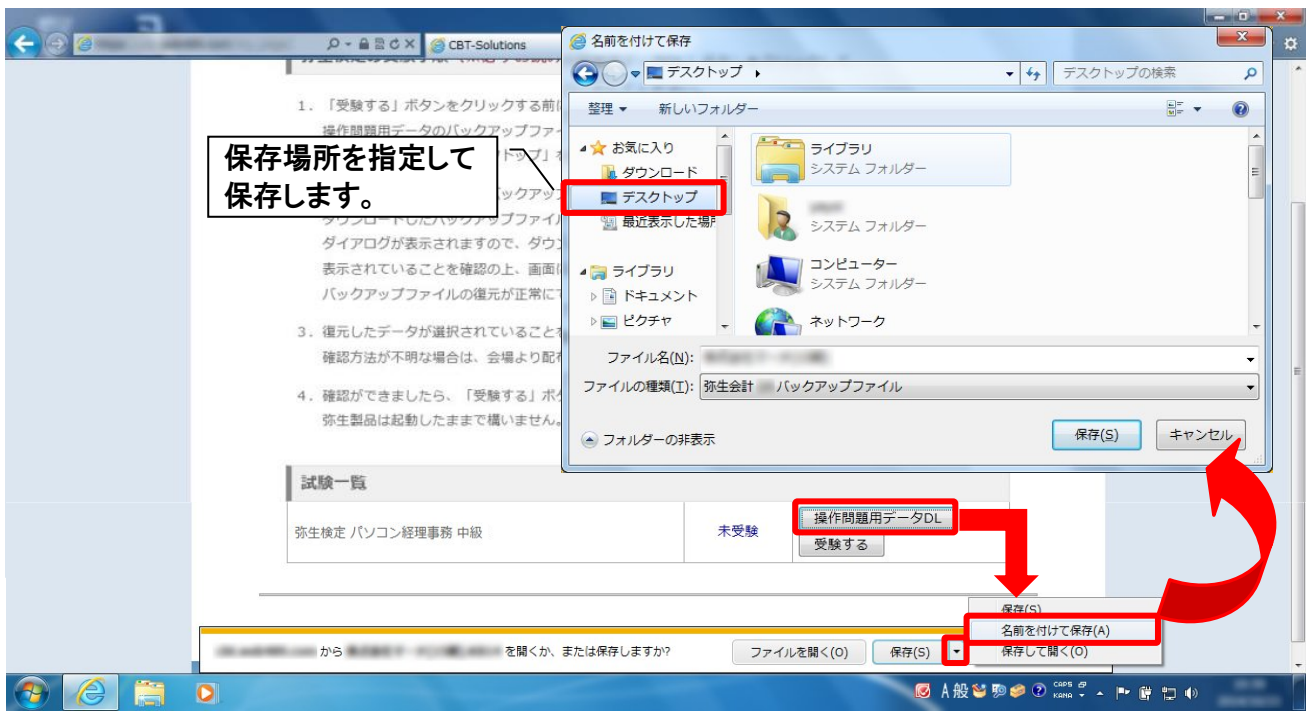 CBT-Solutions
1. 「受験する」ボタンをクリックする前
操作問題用データのバックアップファ
保存場所を指定して
保存します。
ダウンロードしたバックアップファイル
ダイアログが表示されますので、ダウ
表示されていることを確認の上、画面
バックアップファイルの復元が正常に
3. 復元したデータが選択されていること
確認方法が不明な場合は、会場より配
4. 確認ができましたら、「受験する」ボ
弥生製品は起動したままで構いません。
試験一覧
弥生検定 パソコン経理事務 中級
未受験
操作問題用データDL
受験する
名前を付けて保存
デスクトップ
デスクトップの検索
整理
新しいフォルダー
お気に入り
ダウンロード
デスクトップ
最近表示した場所
ライブラリ
ドキュメント
ピクチャ
ライブラリ
システム フォルダー
システム フォルダー
コンピューター
システム フォルダー
ネットワーク
ファイル名(N):
ファイルの種類(T): 弥生会計 バックアップファイル
フォルダーの非表示
保存(S)
キャンセル
保存(S)
名前を付けて保存(A)
保存して開く(O)
から を開くか、または保存しますか?
ファイルを開く(O)
保存(S)
A 般
CAPS
KANA